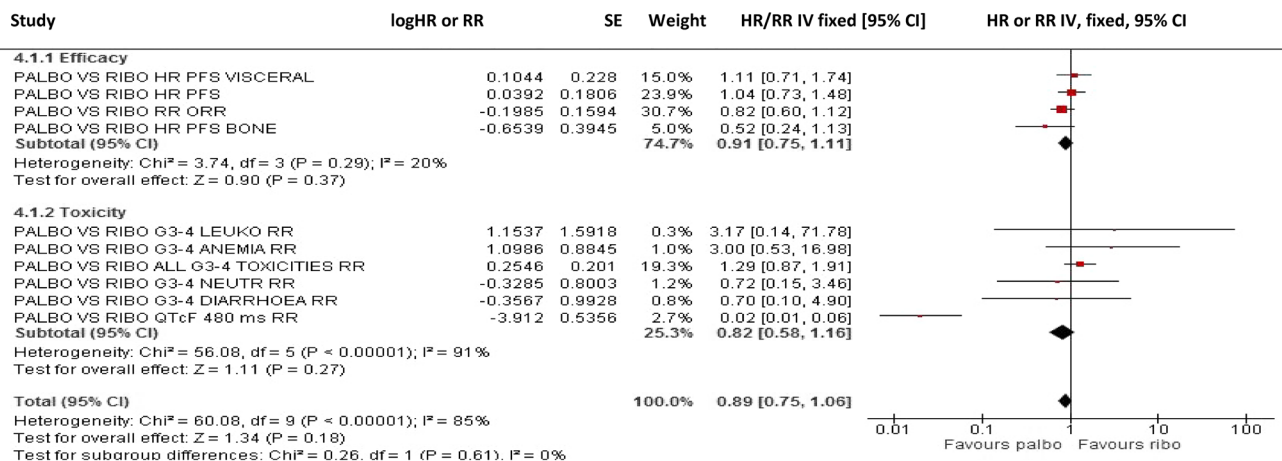 Study logHR or RR SE Weight HR/RR IV fixed [95% CI] HR or RR IV, fixed, 95% CI
4.1.1 Efficacy
PALBO VS RIBO HR PFS VISCERAL 0.1044 0.228 15.0% 1.11 [0.71, 1.74]
PALBO VS RIBO HR PFS 0.0392 0.1806 23.9% 1.04 [0.73, 1.48]
PALBO VS RIBO RR ORR -0.1985 0.1594 30.7% 0.82 [0.60, 1.12]
PALBO VS RIBO HR PFS BONE -0.6539 0.3945 5.0% 0.52 [0.24, 1.13]
Subtotal (95% CI) 74.7% 0.91 [0.75, 1.11]
Heterogeneity: Chi² = 3.74, df = 3 (P = 0.29); I² = 20%
Test for overall effect: Z = 0.90 (P = 0.37)
4.1.2 Toxicity
PALBO VS RIBO G3-4 LEUKO RR 1.1537 1.5918 0.3% 3.17 [0.14, 71.78]
PALBO VS RIBO G3-4 ANEMIA RR 1.0986 0.8845 1.0% 3.00 [0.53, 16.98]
PALBO VS RIBO ALL G3-4 TOXICITIES RR 0.2546 0.201 19.3% 1.29 [0.87, 1.91]
PALBO VS RIBO G3-4 NEUTR RR -0.3285 0.8003 1.2% 0.72 [0.15, 3.46]
PALBO VS RIBO G3-4 DIARRHOEA RR -0.3567 0.9928 0.8% 0.70 [0.10, 4.90]
PALBO VS RIBO QTcF 480 ms RR -3.912 0.5356 2.7% 0.02 [0.01, 0.06]
Subtotal (95% CI) 25.3% 0.82 [0.58, 1.16]
Heterogeneity: Chi² = 56.08, df = 5 (P < 0.00001); I² = 91%
Test for overall effect: Z = 1.11 (P = 0.27)
Total (95% CI) 100.0% 0.89 [0.75, 1.06]
Heterogeneity: Chi² = 60.08, df = 9 (P < 0.00001); I² = 85%
Test for overall effect: Z = 1.34 (P = 0.18)
Test for subgroup differences: Chi² = 0.26, df = 1 (P = 0.61), I² = 0%
0.01 0.1 1 10 100
Favours palbo Favours ribo